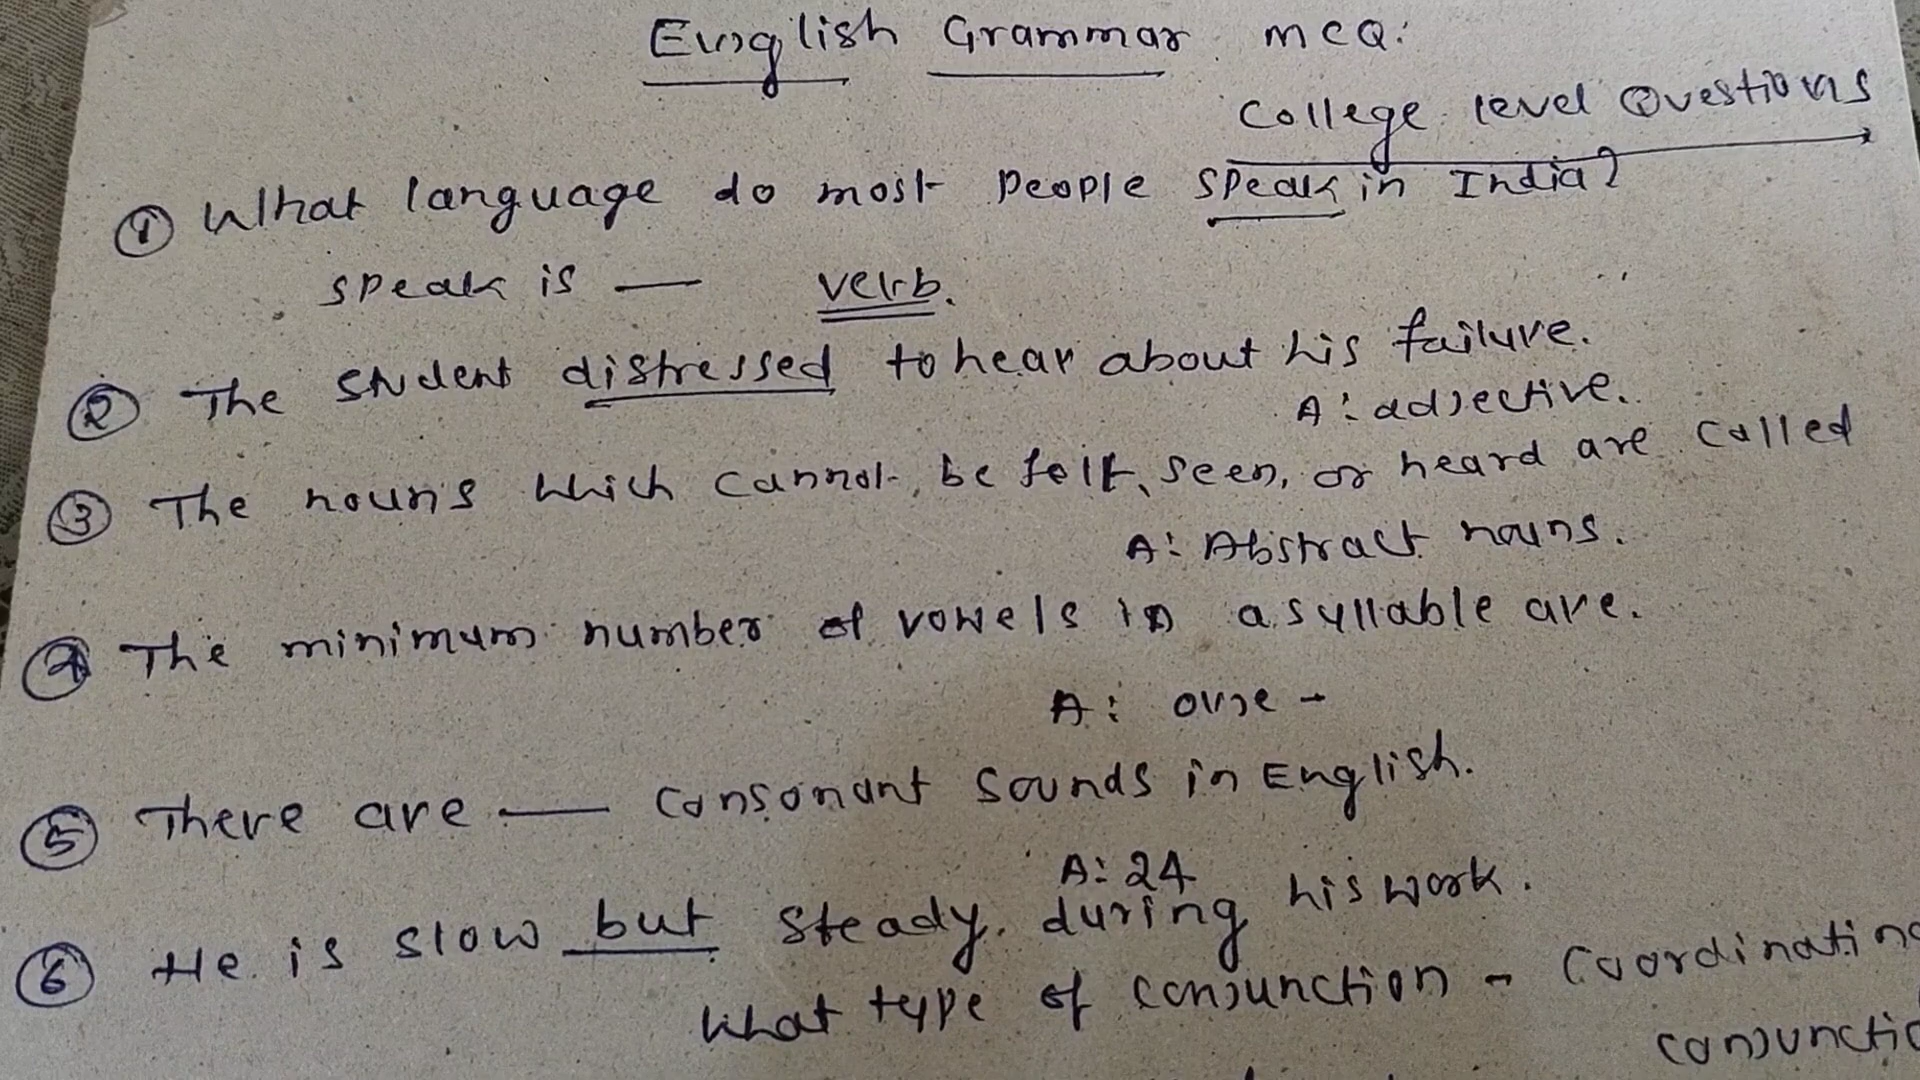 English Grammar MCQ:
College level Questions
① What language do most people speak in India?
speak is — verb.
② The student distressed to hear about his failure.
A: adjective.
③ The nouns which cannot be felt, seen, or heard are called
A: Abstract nouns.
④ The minimum number of vowels in a syllable are.
A: one -
⑤ There are — consonant sounds in English.
A: 24
⑥ He is slow but steady during his work.
What type of conjunction - Coordinating
conjunctio